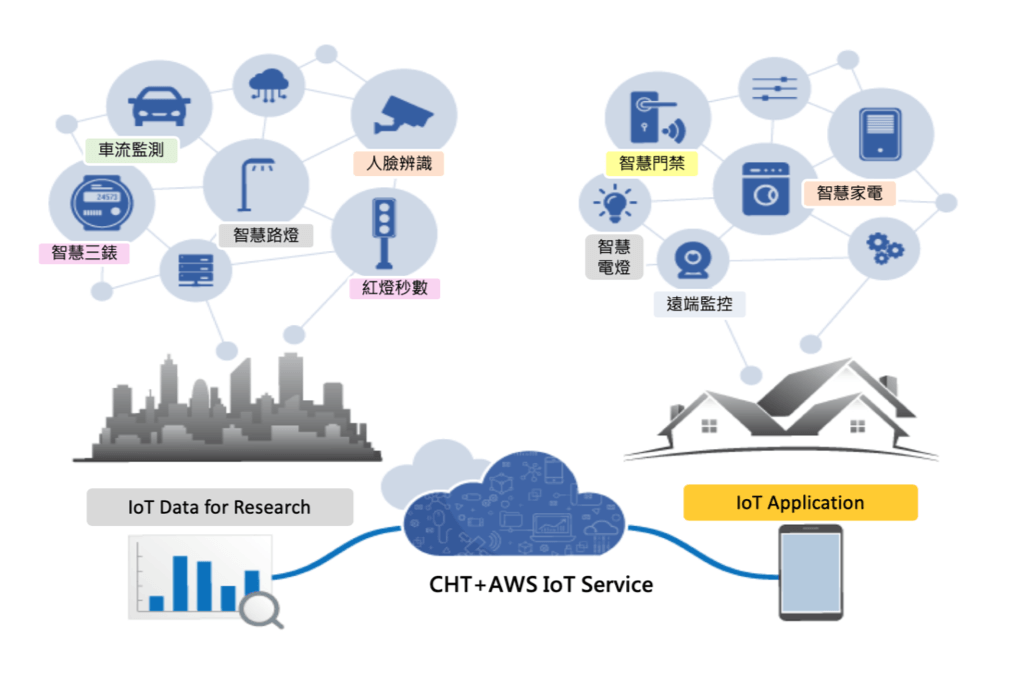 車流監測
人臉辨識
24573
智慧路燈
智慧三錶
紅燈秒數
智慧門禁
智慧家電
智慧
電燈
遠端監控
IoT Data for Research
IoT Application
CHT+AWS IoT Service